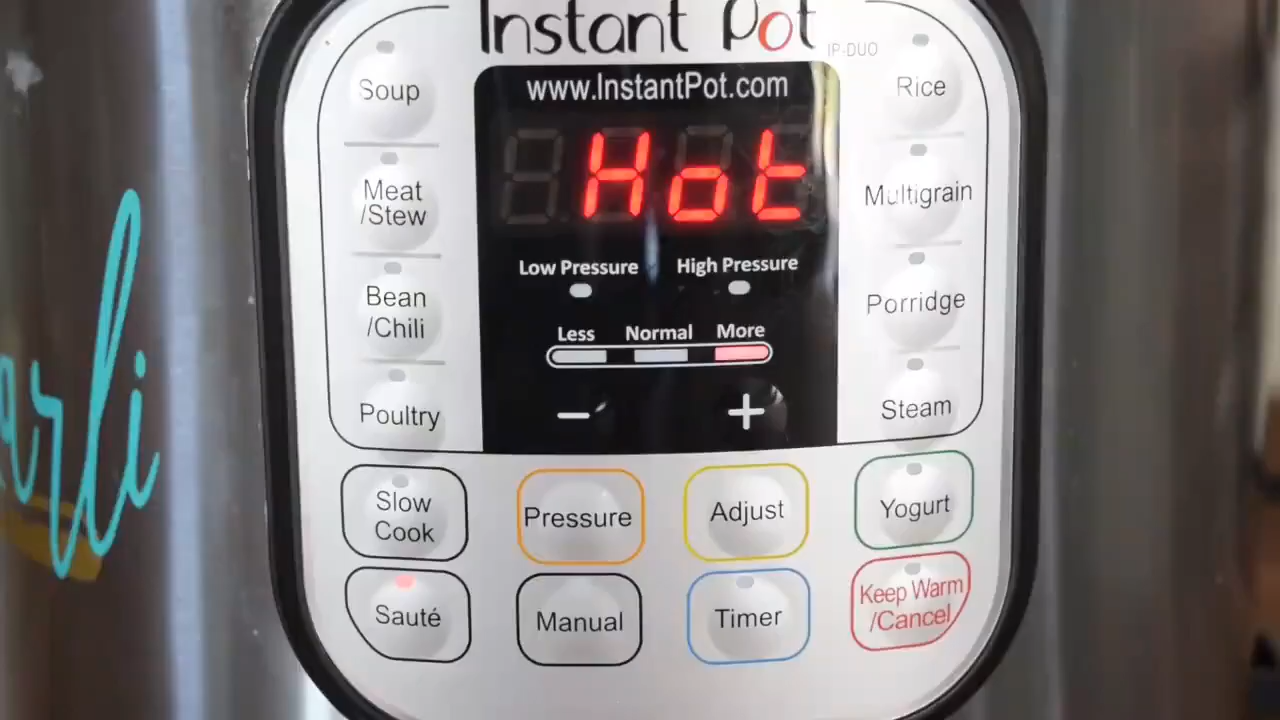 Instant Pot
IP-DUO
www.InstantPot.com
Hot
Low Pressure High Pressure
Less Normal More
− +
Soup
Meat
/Stew
Bean
/Chili
Poultry
Rice
Multigrain
Porridge
Steam
Slow
Cook
Pressure
Adjust
Yogurt
Sauté
Manual
Timer
Keep Warm
/Cancel
arli